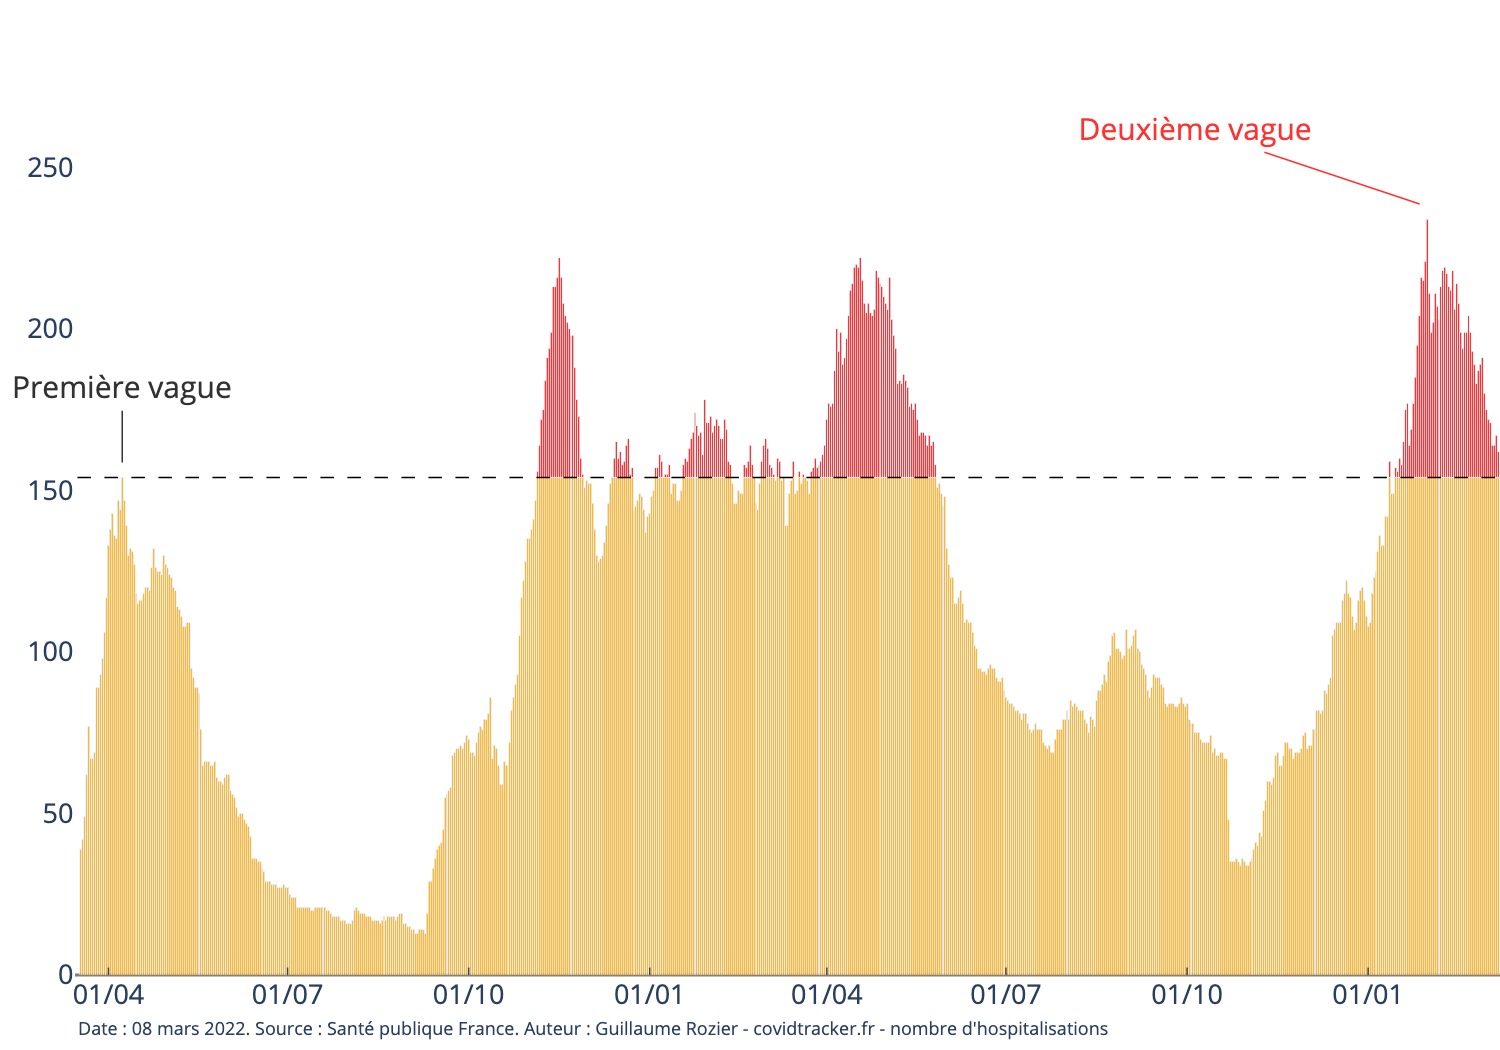 Deuxième vague
250
200
Première vague
150
100
50
0
01/04 01/07 01/10 01/01 01/04 01/07 01/10 01/01
Date : 08 mars 2022. Source : Santé publique France. Auteur : Guillaume Rozier - covidtracker.fr - nombre d'hospitalisations